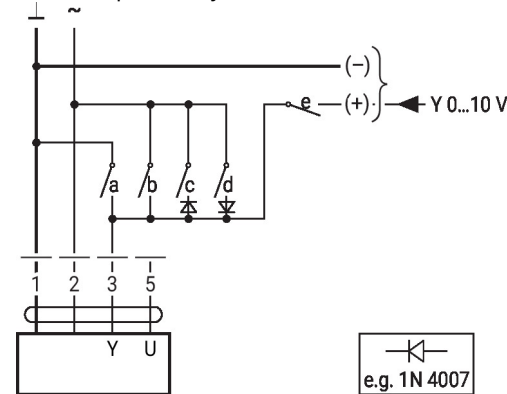 ⊥ ~
(–)
e (+) Y 0...10 V
a b c d
1 2 3 5
Y U
e.g. 1N 4007